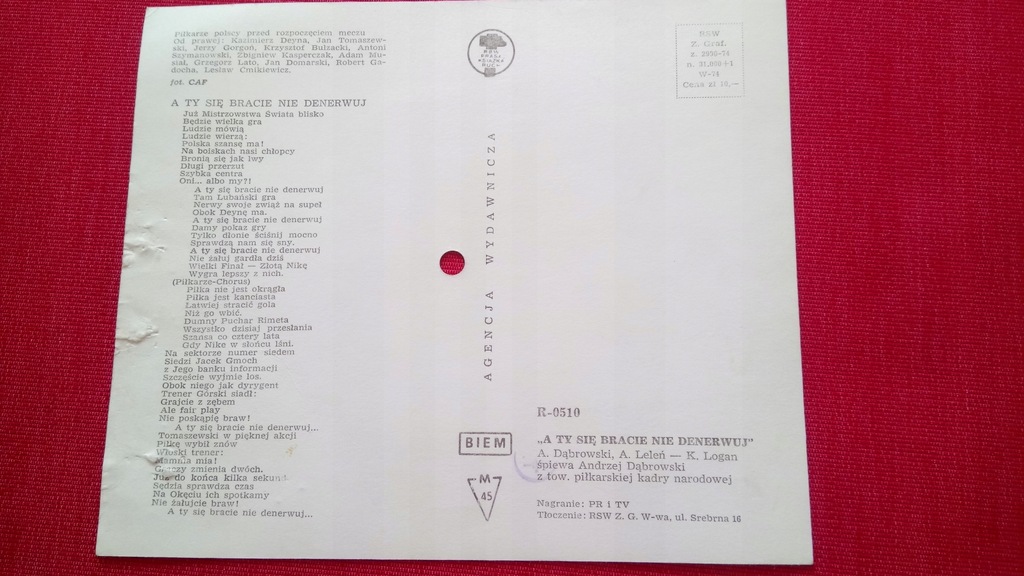 Piłkarze polscy przed rozpoczęciem meczu
Od prawej: Kazimierz Deyna, Jan Tomaszew-
ski, Jerzy Gorgoń, Krzysztof Bulzacki, Antoni
Szymanowski, Zbigniew Kasperczak, Adam Mu-
siał, Grzegorz Lato, Jan Domarski, Robert Ga-
docha, Lesław Ćmikiewicz.
fot. CAF
A TY SIĘ BRACIE NIE DENERWUJ
Już Mistrzostwa Świata blisko
Będzie wielka gra
Ludzie mówią
Ludzie wierzą:
Polska szansę ma!
Na boiskach nasi chłopcy
Bronią się jak lwy
Długi przerzut
Szybka centra
Oni... albo my?!
A ty się bracie nie denerwuj
Tam Lubański gra
Nerwy swoje zwiąż na supeł
Obok Deynę ma.
A ty się bracie nie denerwuj
Damy pokaz gry
Tylko dłonie ściśnij mocno
Sprawdzą nam się sny.
A ty się bracie nie denerwuj
Nie żałuj gardła dziś
Wielki Finał — Złotą Nikę
Wygra lepszy z nich.
(Piłkarze-Chorus)
Piłka nie jest okrągła
Piłka jest kanciasta
Łatwiej stracić gola
Niż go wbić.
Dumny Puchar Rimeta
Wszystko dzisiaj przesłania
Szansa co cztery lata
Gdy Nike w słońcu lśni.
Na sektorze numer siedem
Siedzi Jacek Gmoch
z Jego banku informacji
Szczęście wyjmie los.
Obok niego jak dyrygent
Trener Górski siadł:
Grajcie z zębem
Ale fair play
Nie poskąpię braw!
A ty się bracie nie denerwuj...
Tomaszewski w pięknej akcji
Piłkę wybił znów
Włoski trener:
Mamma mia!
Graczy zmienia dwóch.
Już do końca kilka sekund
Sędzia sprawdza czas
Na Okęciu ich spotkamy
Nie żałujcie braw!
A ty się bracie nie denerwuj...
RSW PRASA KSIĄŻKA RUCH
AGENCJA WYDAWNICZA
BIEM
M
45
RSW
Z. Graf.
n. 31.000+1
W-74
Cena zł 10,—
R-0510
„A TY SIĘ BRACIE NIE DENERWUJ"
A. Dąbrowski, A. Leleń — K. Logan
śpiewa Andrzej Dąbrowski
z tow. piłkarskiej kadry narodowej
Nagranie: PR i TV
Tłoczenie: RSW Z. G. W-wa, ul. Srebrna 16